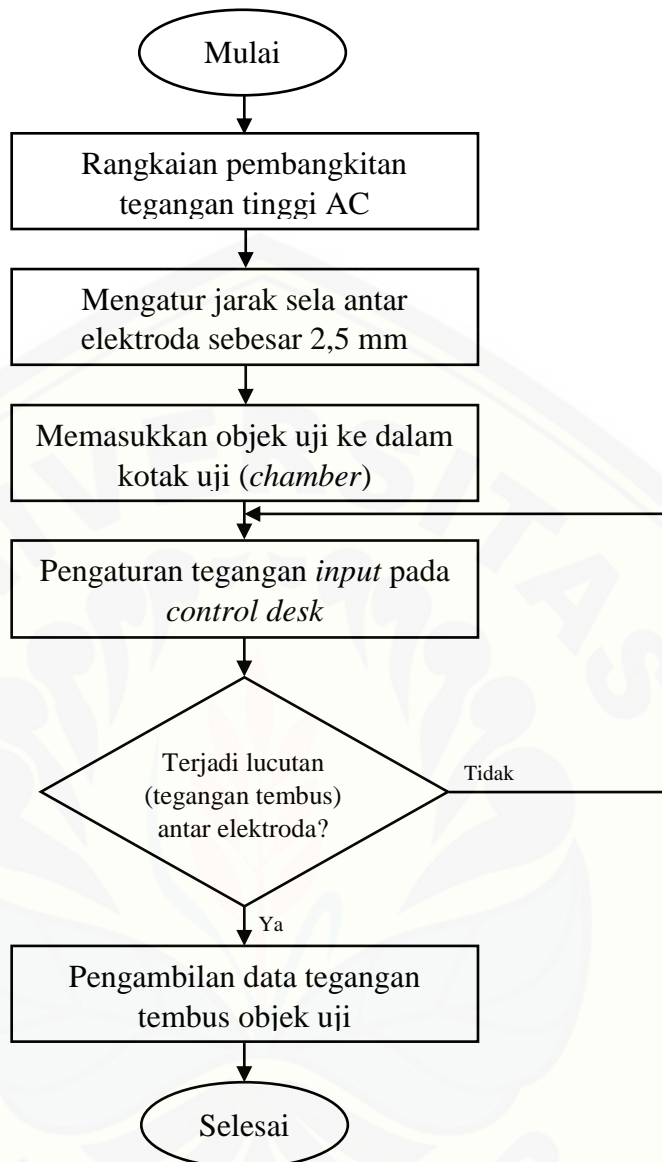 Mulai
Rangkaian pembangkitan
tegangan tinggi AC
Mengatur jarak sela antar
elektroda sebesar 2,5 mm
Memasukkan objek uji ke dalam
kotak uji (chamber)
Pengaturan tegangan input pada
control desk
Terjadi lucutan
(tegangan tembus)
antar elektroda?
Tidak
Ya
Pengambilan data tegangan
tembus objek uji
Selesai